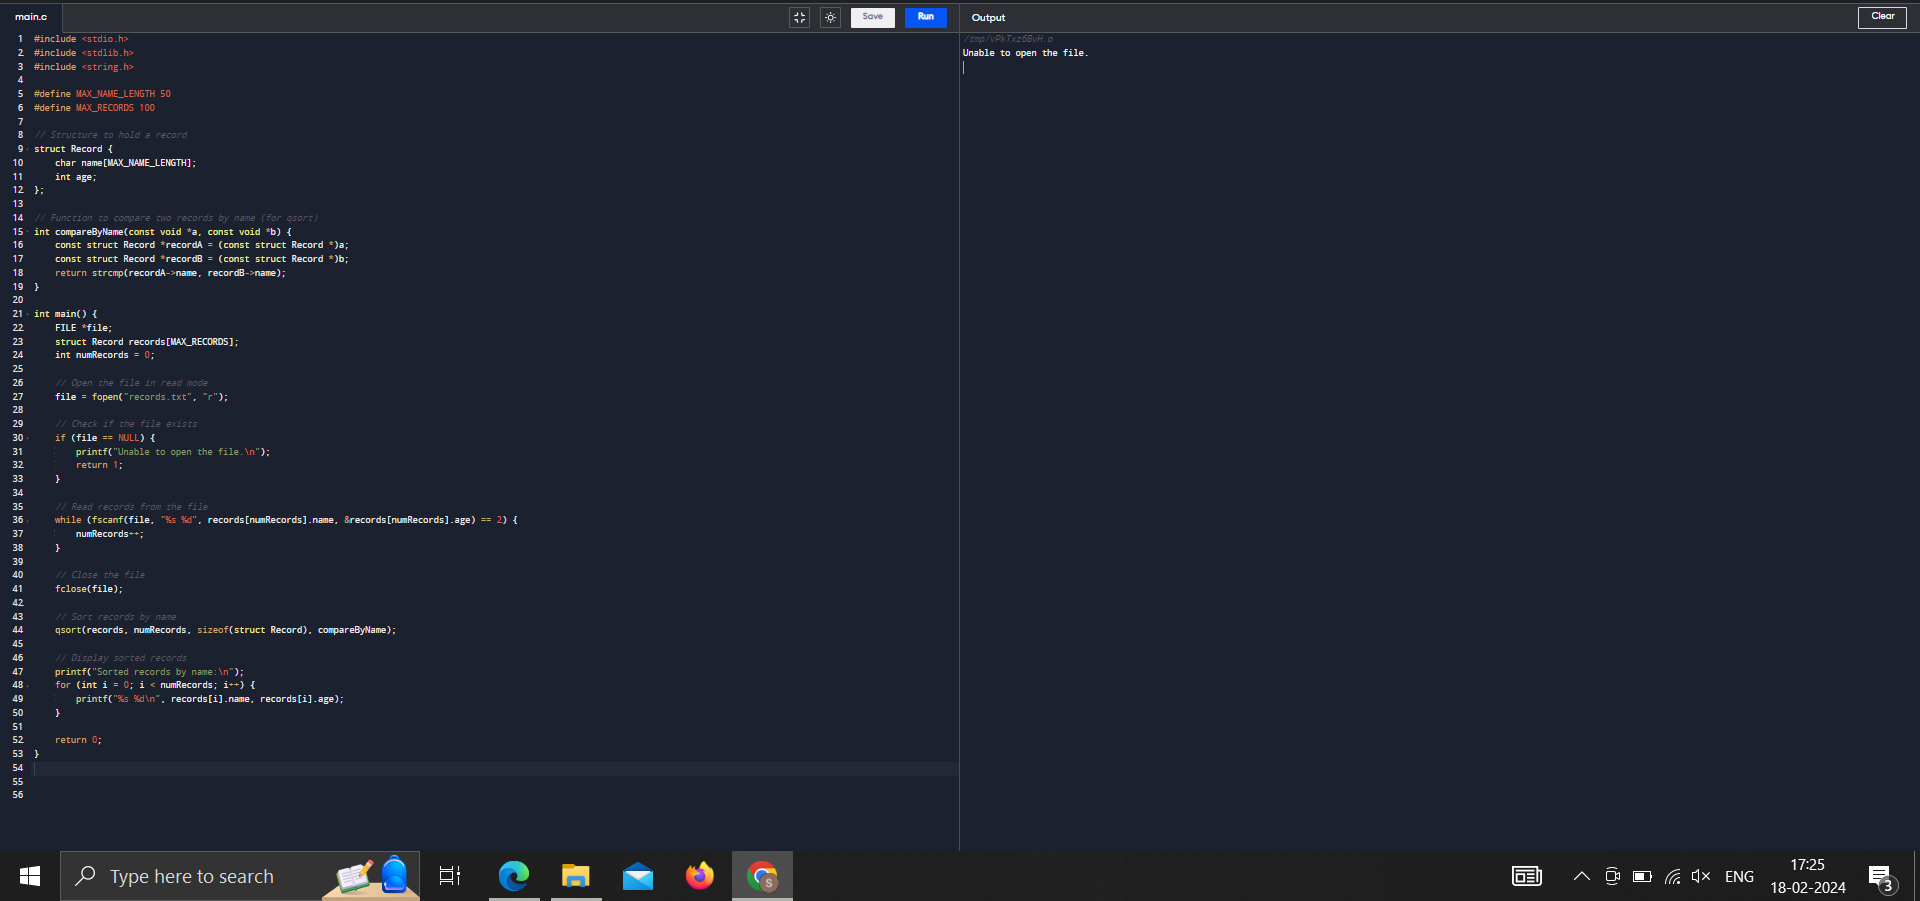 main.c
Save
Run
Output
Clear
1 #include <stdio.h>
2 #include <stdlib.h>
3 #include <string.h>
4
5 #define MAX_NAME_LENGTH 50
6 #define MAX_RECORDS 100
7
8 // Structure to hold a record
9 struct Record {
10 char name[MAX_NAME_LENGTH];
11 int age;
12 };
13
14 // Function to compare two records by name (for qsort)
15 int compareByName(const void *a, const void *b) {
16 const struct Record *recordA = (const struct Record *)a;
17 const struct Record *recordB = (const struct Record *)b;
18 return strcmp(recordA->name, recordB->name);
19 }
20
21 int main() {
22 FILE *file;
23 struct Record records[MAX_RECORDS];
24 int numRecords = 0;
25
26 // Open the file in read mode
27 file = fopen("records.txt", "r");
28
29 // Check if the file exists
30 if (file == NULL) {
31 printf("Unable to open the file.\n");
32 return 1;
33 }
34
35 // Read records from the file
36 while (fscanf(file, "%s %d", records[numRecords].name, &records[numRecords].age) == 2) {
37 numRecords++;
38 }
39
40 // Close the file
41 fclose(file);
42
43 // Sort records by name
44 qsort(records, numRecords, sizeof(struct Record), compareByName);
45
46 // Display sorted records
47 printf("Sorted records by name:\n");
48 for (int i = 0; i < numRecords; i++) {
49 printf("%s %d\n", records[i].name, records[i].age);
50 }
51
52 return 0;
53 }
54
55
56
/tmp/vPkTxz6BvH.o
Unable to open the file.
Type here to search
S
ENG
17:25
18-02-2024
3